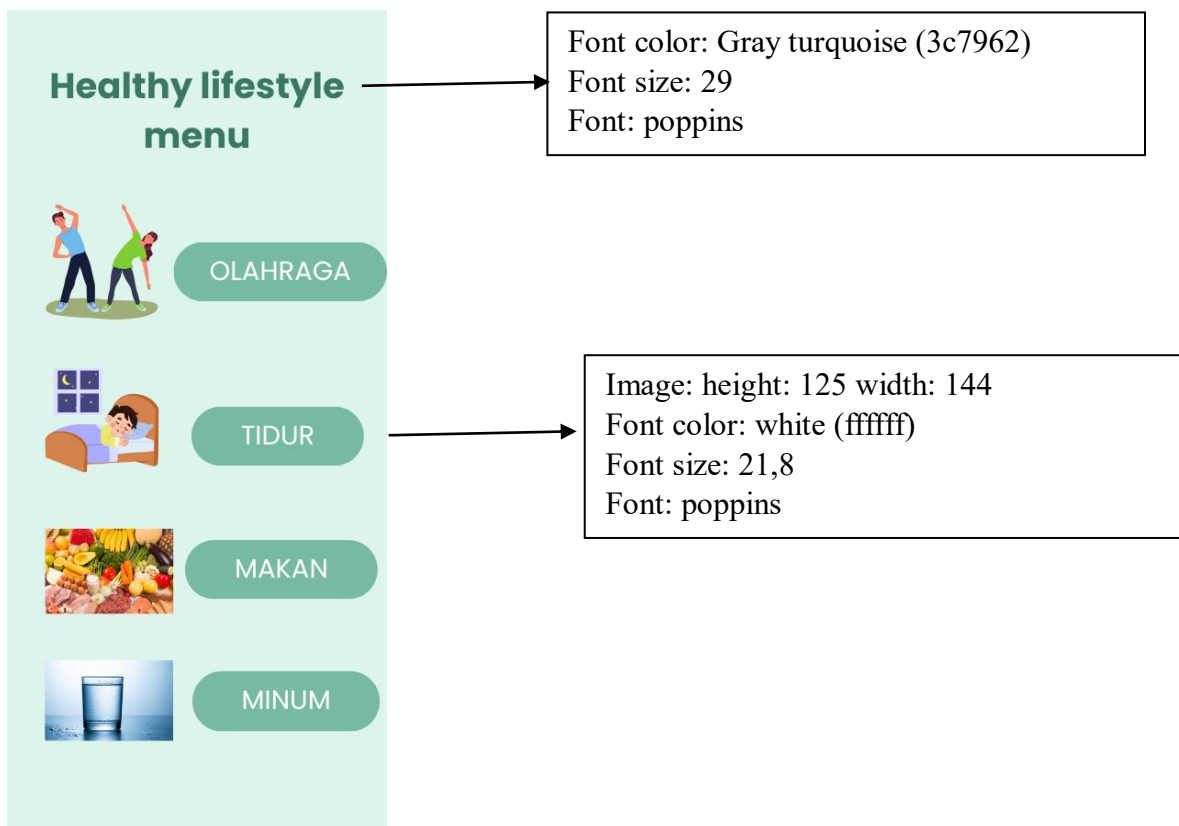 Healthy lifestyle
menu
Font color: Gray turquoise (3c7962)
Font size: 29
Font: poppins
OLAHRAGA
TIDUR
Image: height: 125 width: 144
Font color: white (ffffff)
Font size: 21,8
Font: poppins
MAKAN
MINUM